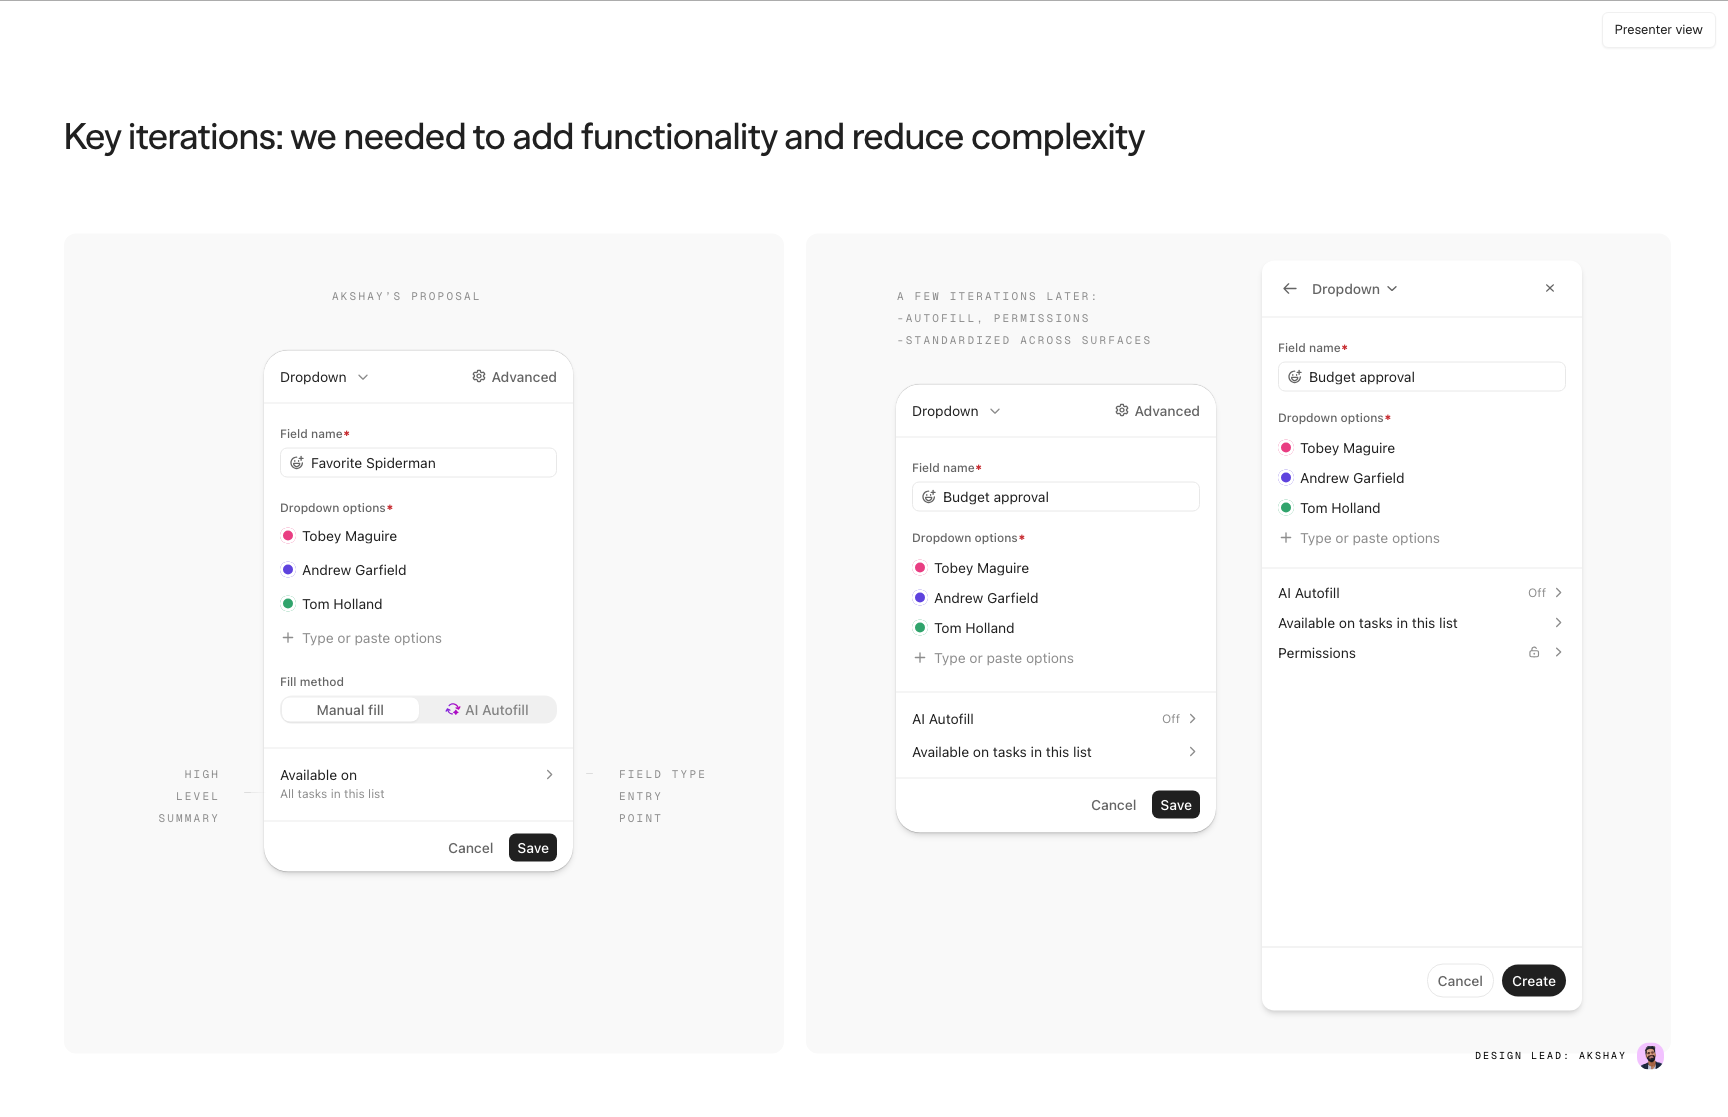 Presenter view
Key iterations: we needed to add functionality and reduce complexity
AKSHAY'S PROPOSAL
Dropdown
Advanced
Field name*
Favorite Spiderman
Dropdown options*
Tobey Maguire
Andrew Garfield
Tom Holland
Type or paste options
Fill method
Manual fill
AI Autofill
Available on
All tasks in this list
Cancel
Save
HIGH
LEVEL
SUMMARY
FIELD TYPE
ENTRY
POINT
A FEW ITERATIONS LATER:
-AUTOFILL, PERMISSIONS
-STANDARDIZED ACROSS SURFACES
Dropdown
Advanced
Field name*
Budget approval
Dropdown options*
Tobey Maguire
Andrew Garfield
Tom Holland
Type or paste options
AI Autofill
Off
Available on tasks in this list
Cancel
Save
Dropdown
Field name*
Budget approval
Dropdown options*
Tobey Maguire
Andrew Garfield
Tom Holland
Type or paste options
AI Autofill
Off
Available on tasks in this list
Permissions
Cancel
Create
DESIGN LEAD: AKSHAY